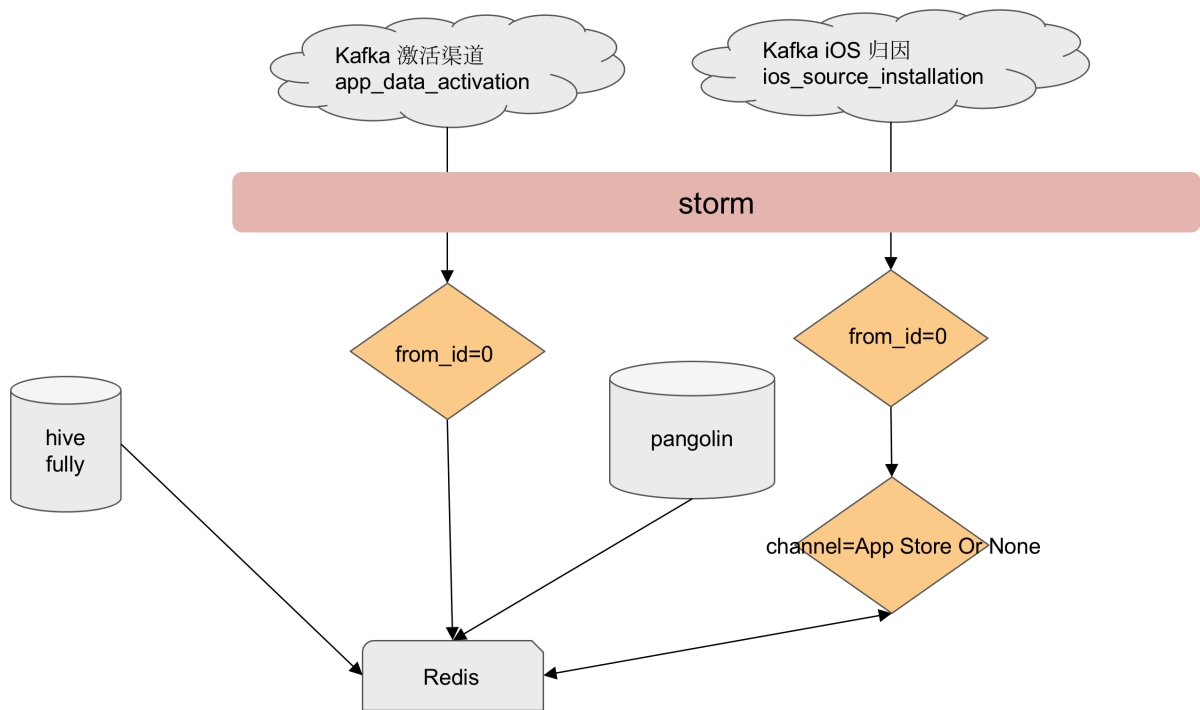 Kafka 激活渠道
app_data_activation
Kafka iOS 归因
ios_source_installation
storm
from_id=0
from_id=0
hive
fully
pangolin
channel=App Store Or None
Redis